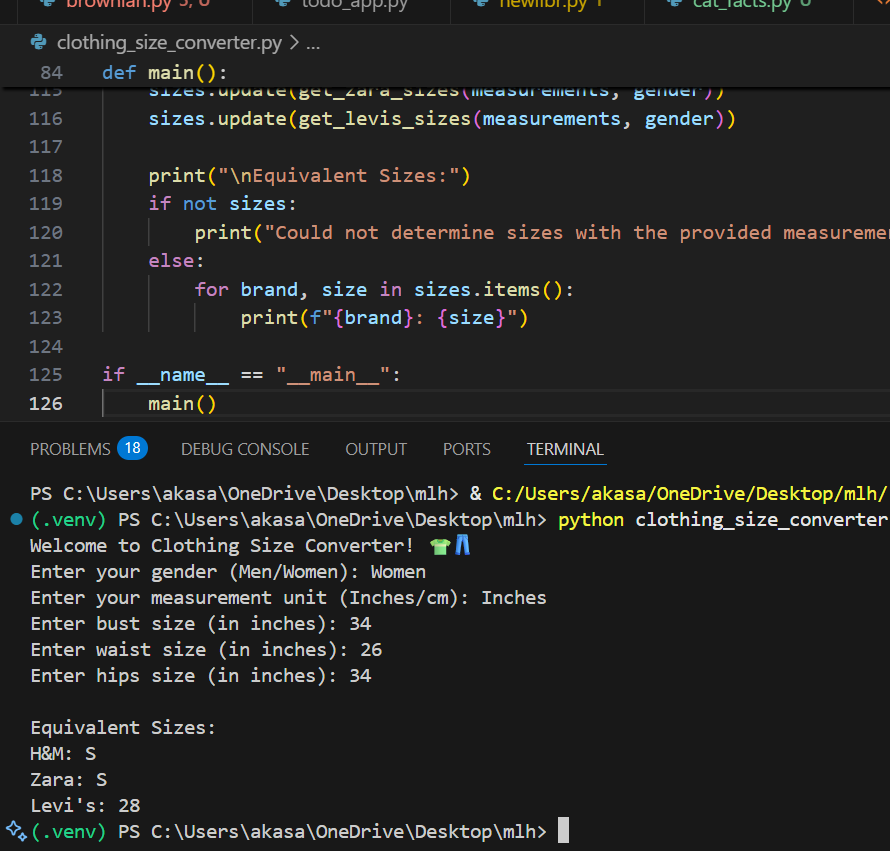 brownian.py 5, U todo_app.py newlibr.py 1 cat_facts.py U
clothing_size_converter.py > ...
84 def main():
115 sizes.update(get_zara_sizes(measurements, gender))
116 sizes.update(get_levis_sizes(measurements, gender))
117
118 print("\nEquivalent Sizes:")
119 if not sizes:
120 print("Could not determine sizes with the provided measuremen
121 else:
122 for brand, size in sizes.items():
123 print(f"{brand}: {size}")
124
125 if __name__ == "__main__":
126 main()
PROBLEMS 18 DEBUG CONSOLE OUTPUT PORTS TERMINAL
PS C:\Users\akasa\OneDrive\Desktop\mlh> & C:/Users/akasa/OneDrive/Desktop/mlh/
(.venv) PS C:\Users\akasa\OneDrive\Desktop\mlh> python clothing_size_converter
Welcome to Clothing Size Converter! 👕👖
Enter your gender (Men/Women): Women
Enter your measurement unit (Inches/cm): Inches
Enter bust size (in inches): 34
Enter waist size (in inches): 26
Enter hips size (in inches): 34
Equivalent Sizes:
H&M: S
Zara: S
Levi's: 28
(.venv) PS C:\Users\akasa\OneDrive\Desktop\mlh>